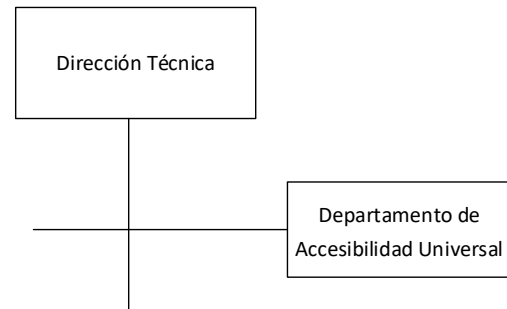 Dirección Técnica
Departamento de
Accesibilidad Universal